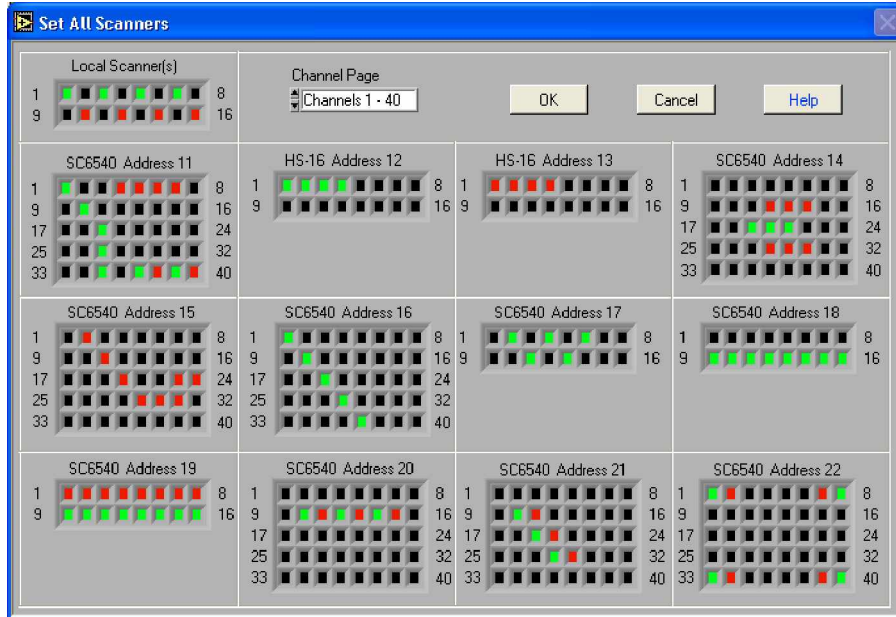 Set All Scanners
Local Scanner(s)
1 8
9 16
Channel Page
Channels 1 - 40
OK
Cancel
Help
SC6540 Address 11
1 8
9 16
17 24
25 32
33 40
HS-16 Address 12
1 8
9 16
HS-16 Address 13
1 8
9 16
SC6540 Address 14
1 8
9 16
17 24
25 32
33 40
SC6540 Address 15
1 8
9 16
17 24
25 32
33 40
SC6540 Address 16
1 8
9 16
17 24
25 32
33 40
SC6540 Address 17
1 8
9 16
SC6540 Address 18
1 8
9 16
SC6540 Address 19
1 8
9 16
SC6540 Address 20
1 8
9 16
17 24
25 32
33 40
SC6540 Address 21
1 8
9 16
17 24
25 32
33 40
SC6540 Address 22
1 8
9 16
17 24
25 32
33 40